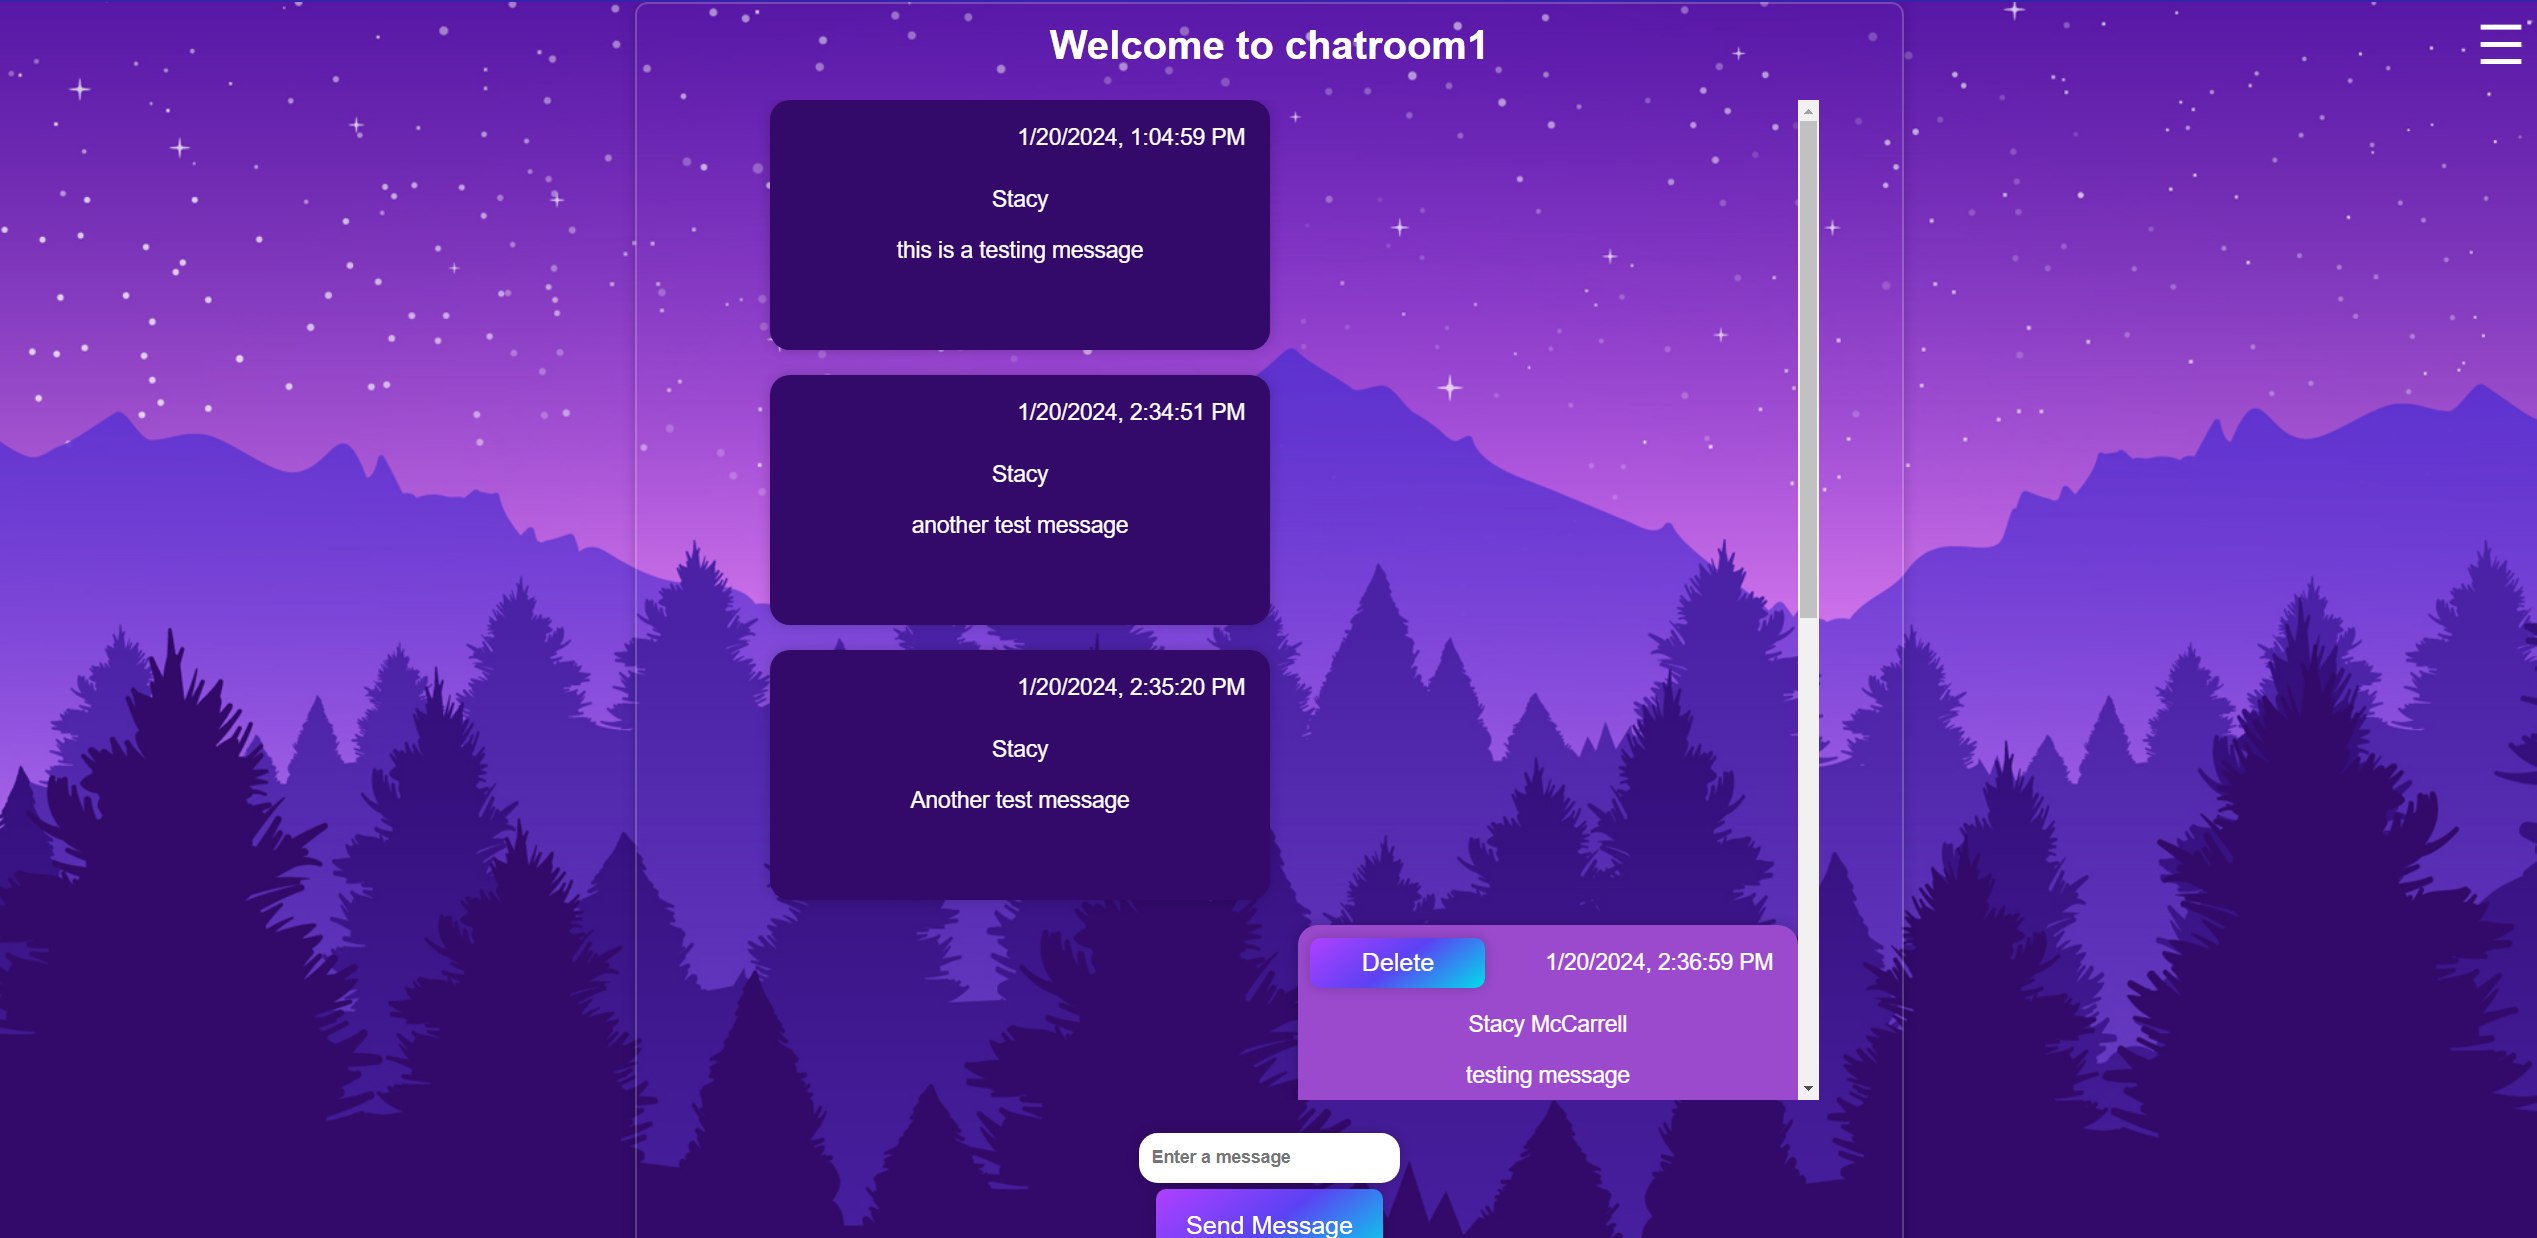 Welcome to chatroom1
1/20/2024, 1:04:59 PM
Stacy
this is a testing message
1/20/2024, 2:34:51 PM
Stacy
another test message
1/20/2024, 2:35:20 PM
Stacy
Another test message
Delete 1/20/2024, 2:36:59 PM
Stacy McCarrell
testing message
Enter a message
Send Message